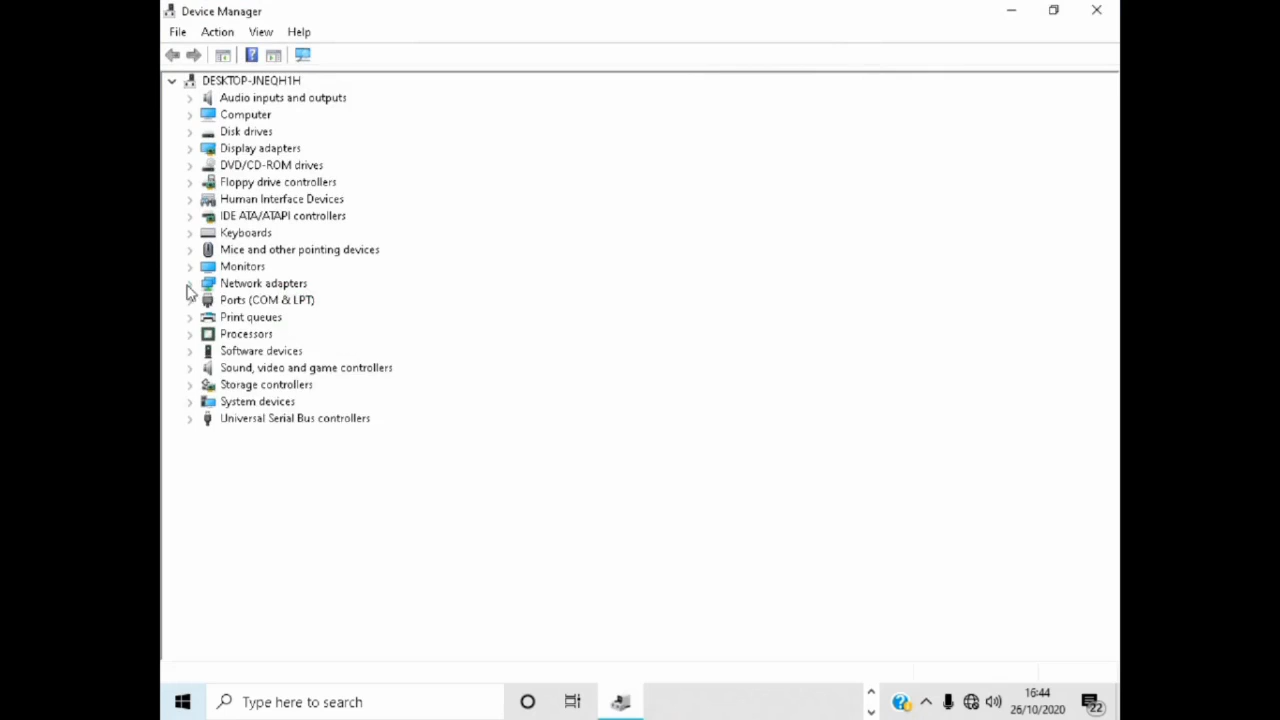 Device Manager
File Action View Help
DESKTOP-JNEQH1H
Audio inputs and outputs
Computer
Disk drives
Display adapters
DVD/CD-ROM drives
Floppy drive controllers
Human Interface Devices
IDE ATA/ATAPI controllers
Keyboards
Mice and other pointing devices
Monitors
Network adapters
Ports (COM & LPT)
Print queues
Processors
Software devices
Sound, video and game controllers
Storage controllers
System devices
Universal Serial Bus controllers
Type here to search
16:44
26/10/2020
22